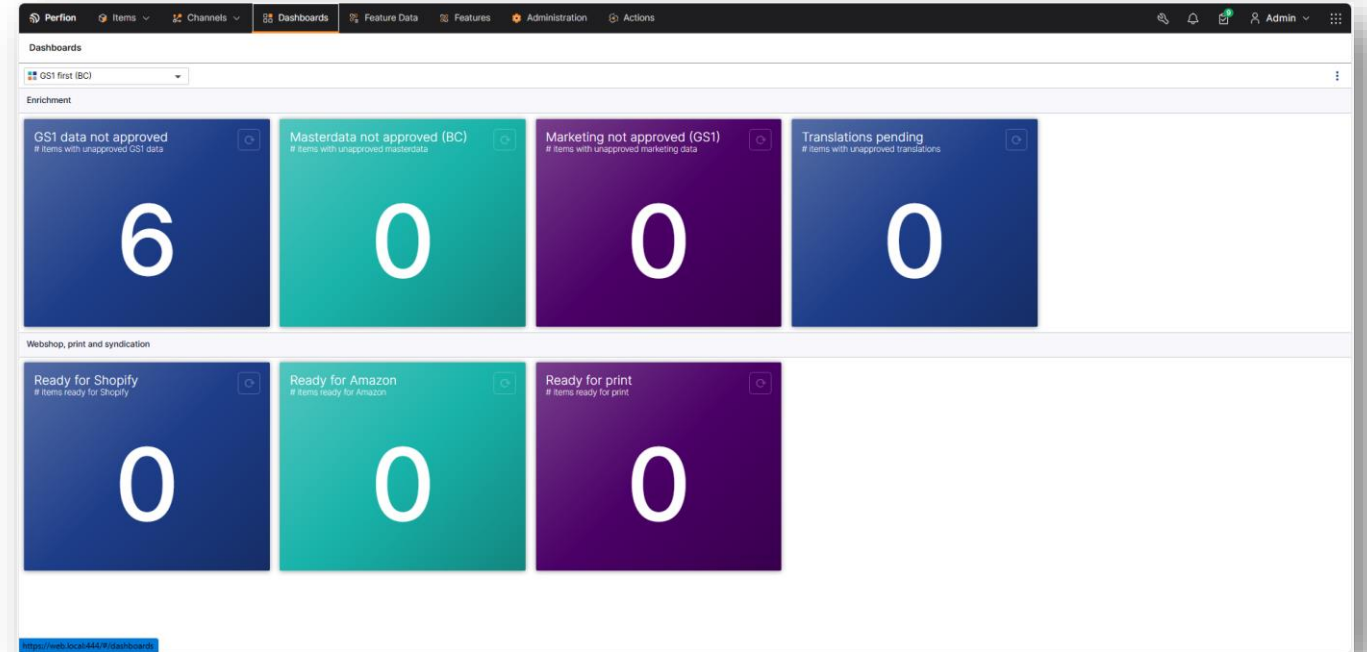 Perfion Items Channels Dashboards Feature Data Features Administration Actions 9 Admin
Dashboards
GS1 first (BC)
Enrichment
GS1 data not approved
# items with unapproved GS1 data
6
Masterdata not approved (BC)
# items with unapproved masterdata
0
Marketing not approved (GS1)
# items with unapproved marketing data
0
Translations pending
# items with unapproved translations
0
Webshop, print and syndication
Ready for Shopify
# items ready for Shopify
0
Ready for Amazon
# items ready for Amazon
0
Ready for print
# items ready for print
0
https://web.local:444/#/dashboards